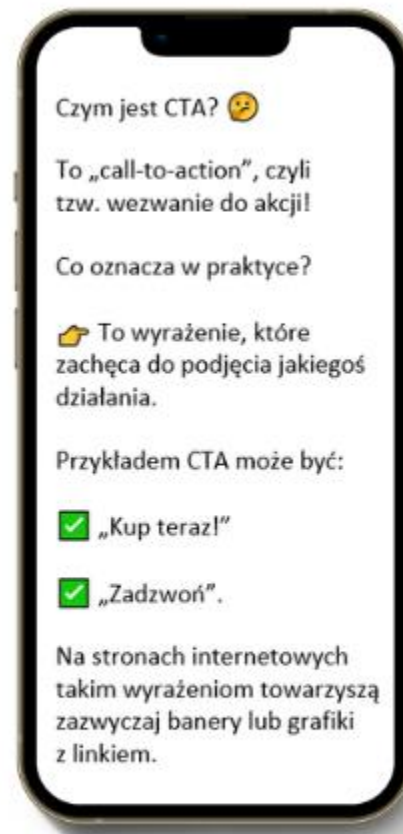 Czym jest CTA? 🤔
To „call-to-action”, czyli
tzw. wezwanie do akcji!
Co oznacza w praktyce?
👉 To wyrażenie, które
zachęca do podjęcia jakiegoś
działania.
Przykładem CTA może być:
✅ „Kup teraz!”
✅ „Zadzwoń”.
Na stronach internetowych
takim wyrażeniom towarzyszą
zazwyczaj banery lub grafiki
z linkiem.